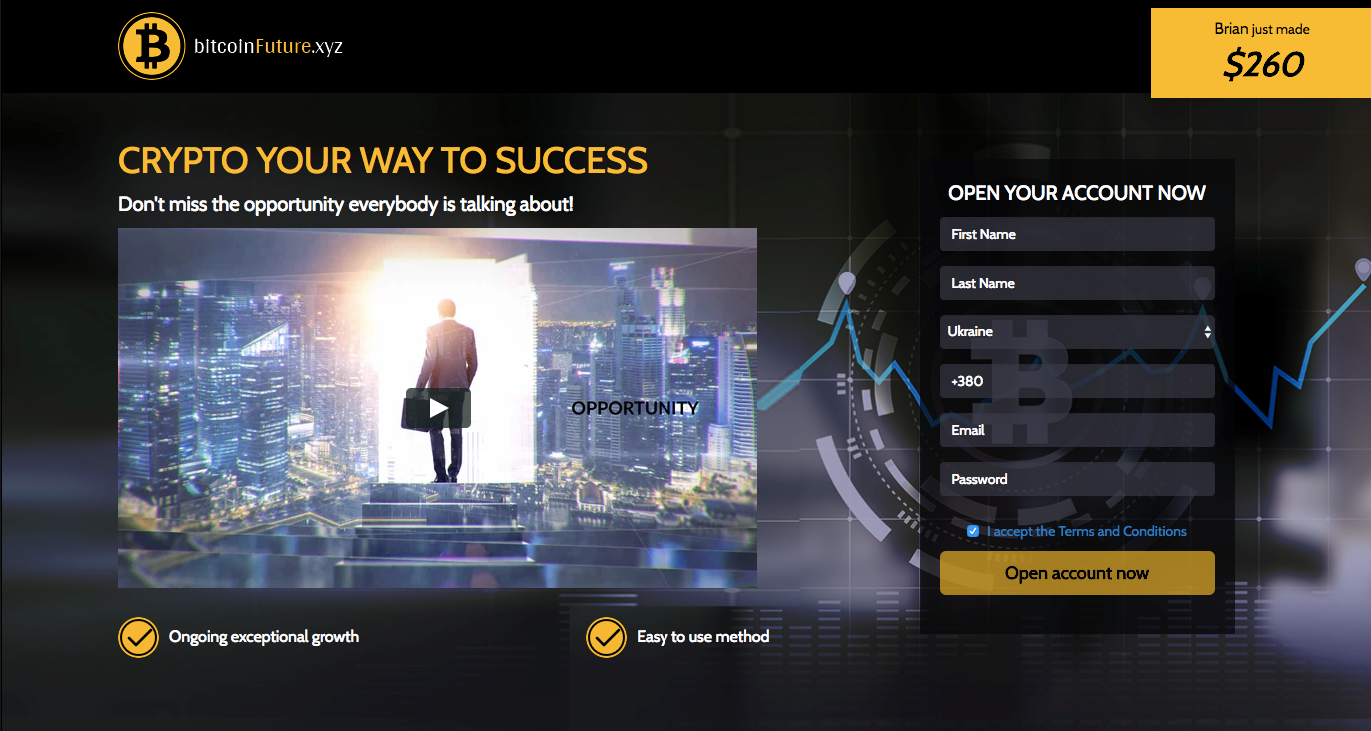 bitcoinFuture.xyz
Brian just made
$260
CRYPTO YOUR WAY TO SUCCESS
Don't miss the opportunity everybody is talking about!
OPPORTUNITY
Ongoing exceptional growth
Easy to use method
OPEN YOUR ACCOUNT NOW
First Name
Last Name
Ukraine
+380
Email
Password
I accept the Terms and Conditions
Open account now